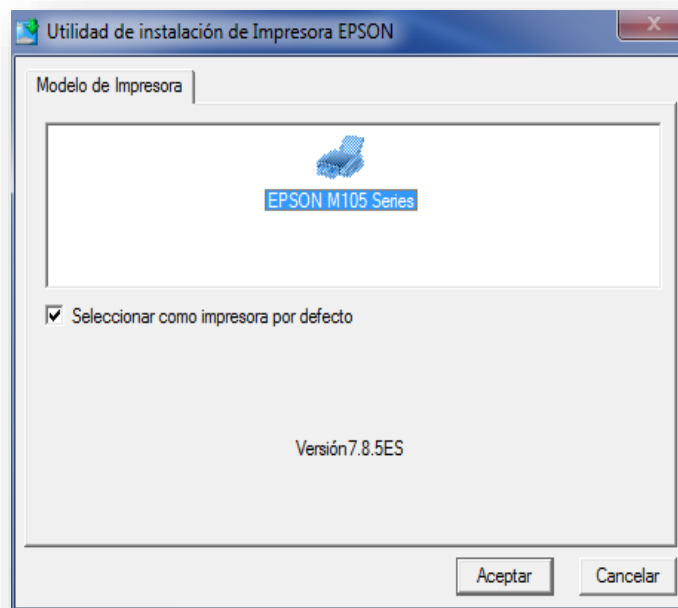 Utilidad de instalación de Impresora EPSON
Modelo de Impresora
EPSON M105 Series
Seleccionar como impresora por defecto
Versión7.8.5ES
Aceptar Cancelar